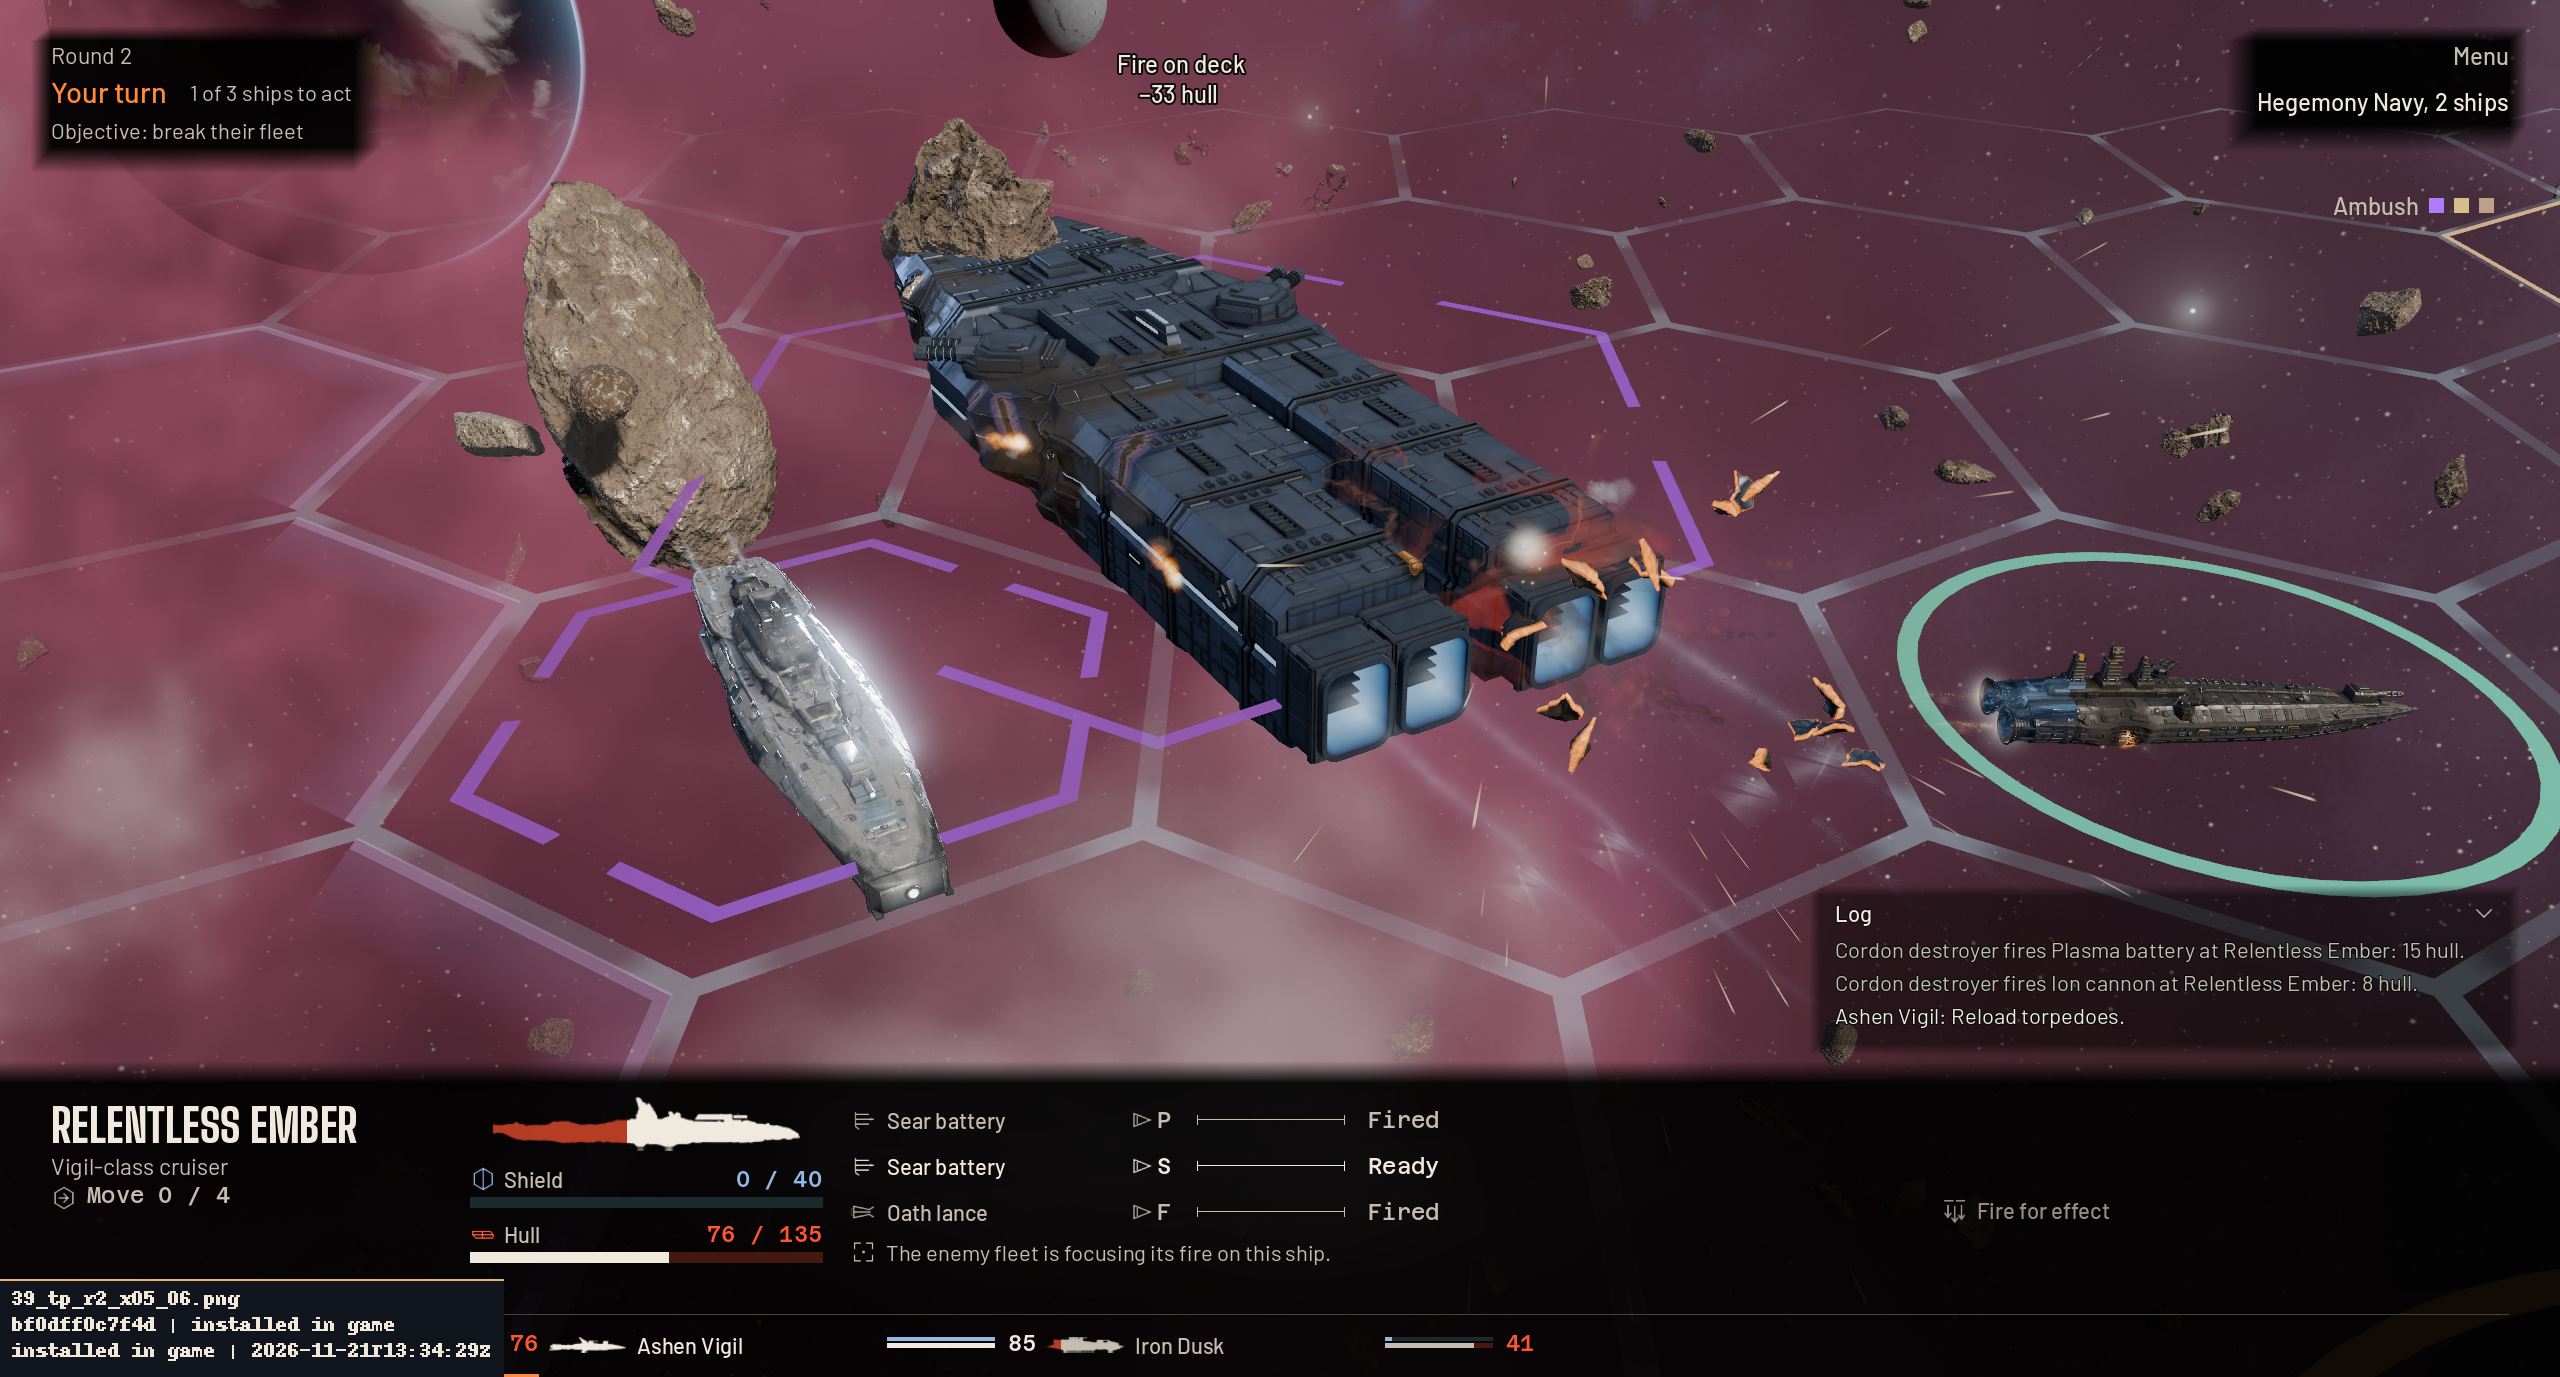 Round 2
Your turn 1 of 3 ships to act
Objective: break their fleet
Fire on deck
−33 hull
Menu
Hegemony Navy, 2 ships
Ambush
Log
Cordon destroyer fires Plasma battery at Relentless Ember: 15 hull.
Cordon destroyer fires Ion cannon at Relentless Ember: 8 hull.
Ashen Vigil: Reload torpedoes.
RELENTLESS EMBER
Vigil-class cruiser
Move 0 / 4
Shield 0 / 40
Hull 76 / 135
Sear battery P Fired
Sear battery S Ready
Oath lance F Fired
The enemy fleet is focusing its fire on this ship.
Fire for effect
39_tp_r2_x05_06.png
bf0dff0c7f4d | installed in game
installed in game | 2026-11-21T13:34:29Z
76 Ashen Vigil 85 Iron Dusk 41